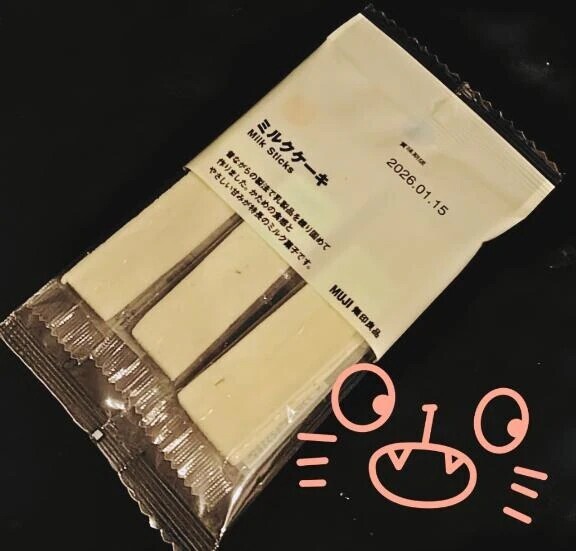 ミルクケーキ
Milk Sticks
昔ながらの製法で乳製品を練り固めて
作りました。かための食感と
やさしい甘みが特長のミルク菓子です。
賞味期限
2026.01.15
MUJI 無印良品